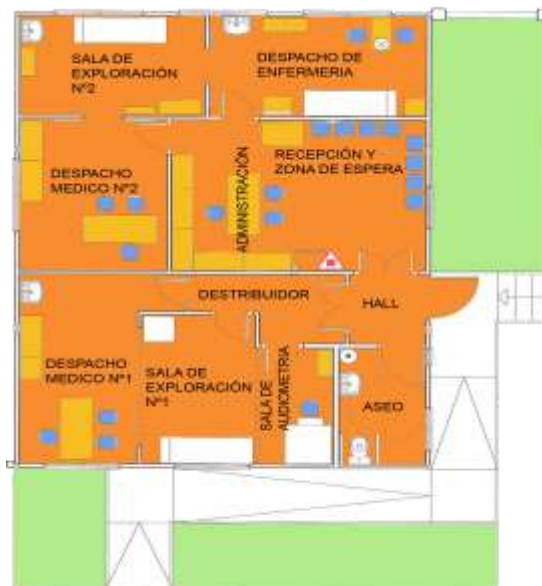 SALA DE
EXPLORACIÓN
Nº2
DESPACHO DE
ENFERMERIA
DESPACHO
MEDICO Nº2
ADMINISTRACIÓN
RECEPCIÓN Y
ZONA DE ESPERA
DESTRIBUIDOR
HALL
DESPACHO
MEDICO Nº1
SALA DE
EXPLORACIÓN
Nº1
SALA DE
AUDIOMETRIA
ASEO